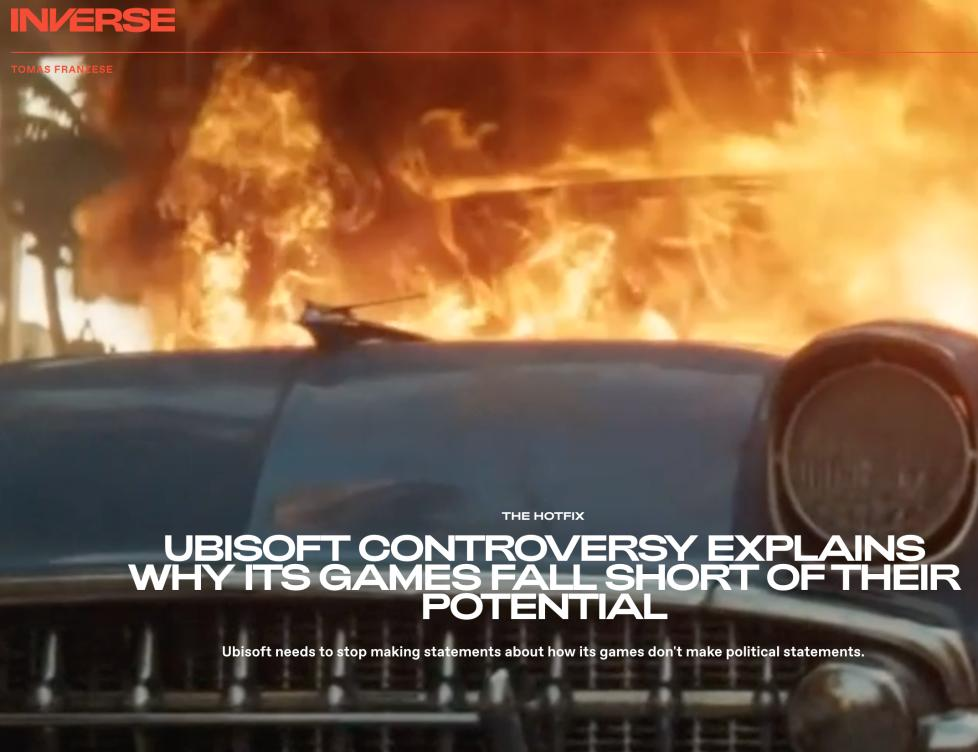 INVERSE
TOMAS FRANZESE
THE HOTFIX
UBISOFT CONTROVERSY EXPLAINS
WHY ITS GAMES FALL SHORT OF THEIR
POTENTIAL
Ubisoft needs to stop making statements about how its games don't make political statements.